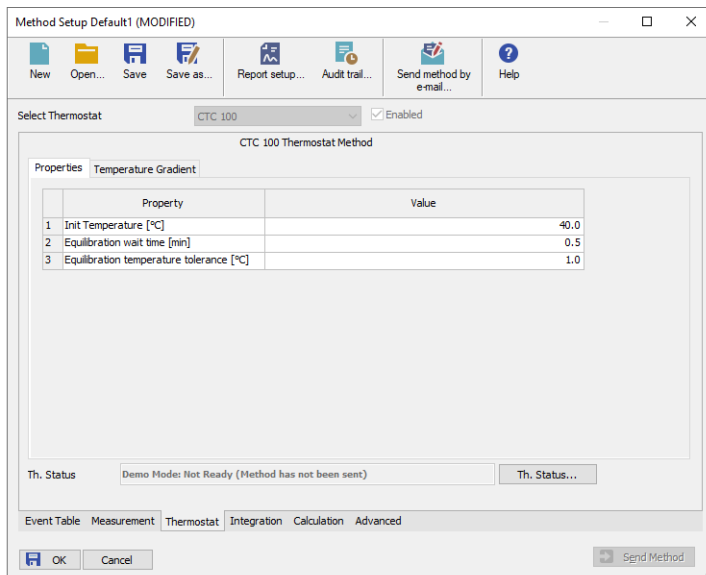 Method Setup Default1 (MODIFIED)
New Open... Save Save as... Report setup... Audit trail... Send method by e-mail... Help
Select Thermostat CTC 100 Enabled
CTC 100 Thermostat Method
Properties Temperature Gradient
Property Value
1 Init Temperature [°C] 40.0
2 Equilibration wait time [min] 0.5
3 Equilibration temperature tolerance [°C] 1.0
Th. Status Demo Mode: Not Ready (Method has not been sent) Th. Status...
Event Table Measurement Thermostat Integration Calculation Advanced
OK Cancel Send Method